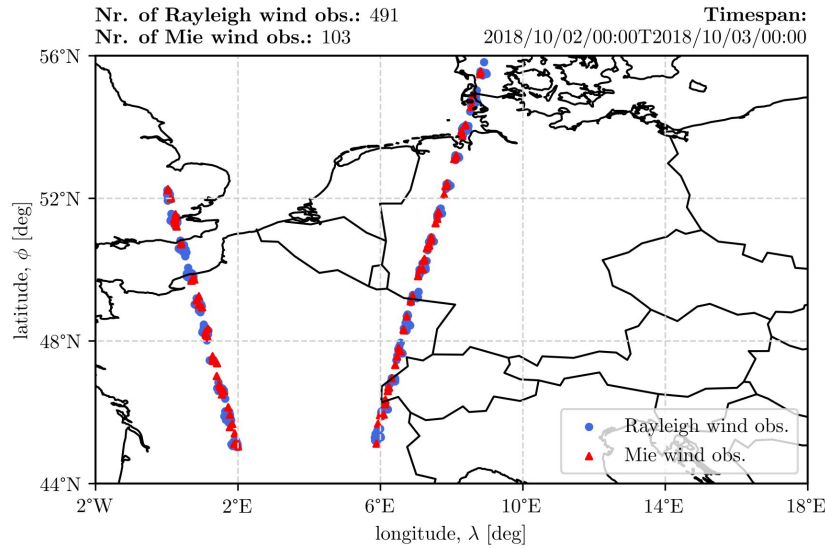 Nr. of Rayleigh wind obs.: 491 Timespan:
Nr. of Mie wind obs.: 103 2018/10/02/00:00T2018/10/03/00:00
56°N
52°N
48°N
44°N
latitude, ϕ [deg]
Rayleigh wind obs.
Mie wind obs.
2°W 2°E 6°E 10°E 14°E 18°E
longitude, λ [deg]